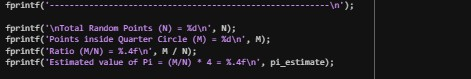 fprintf('---------------------------------------------------------\n');
fprintf('\nTotal Random Points (N) = %d\n', N);
fprintf('Points inside Quarter Circle (M) = %d\n', M);
fprintf('Ratio (M/N) = %.4f\n', M / N);
fprintf('Estimated value of Pi = (M/N) * 4 = %.4f\n', pi_estimate);